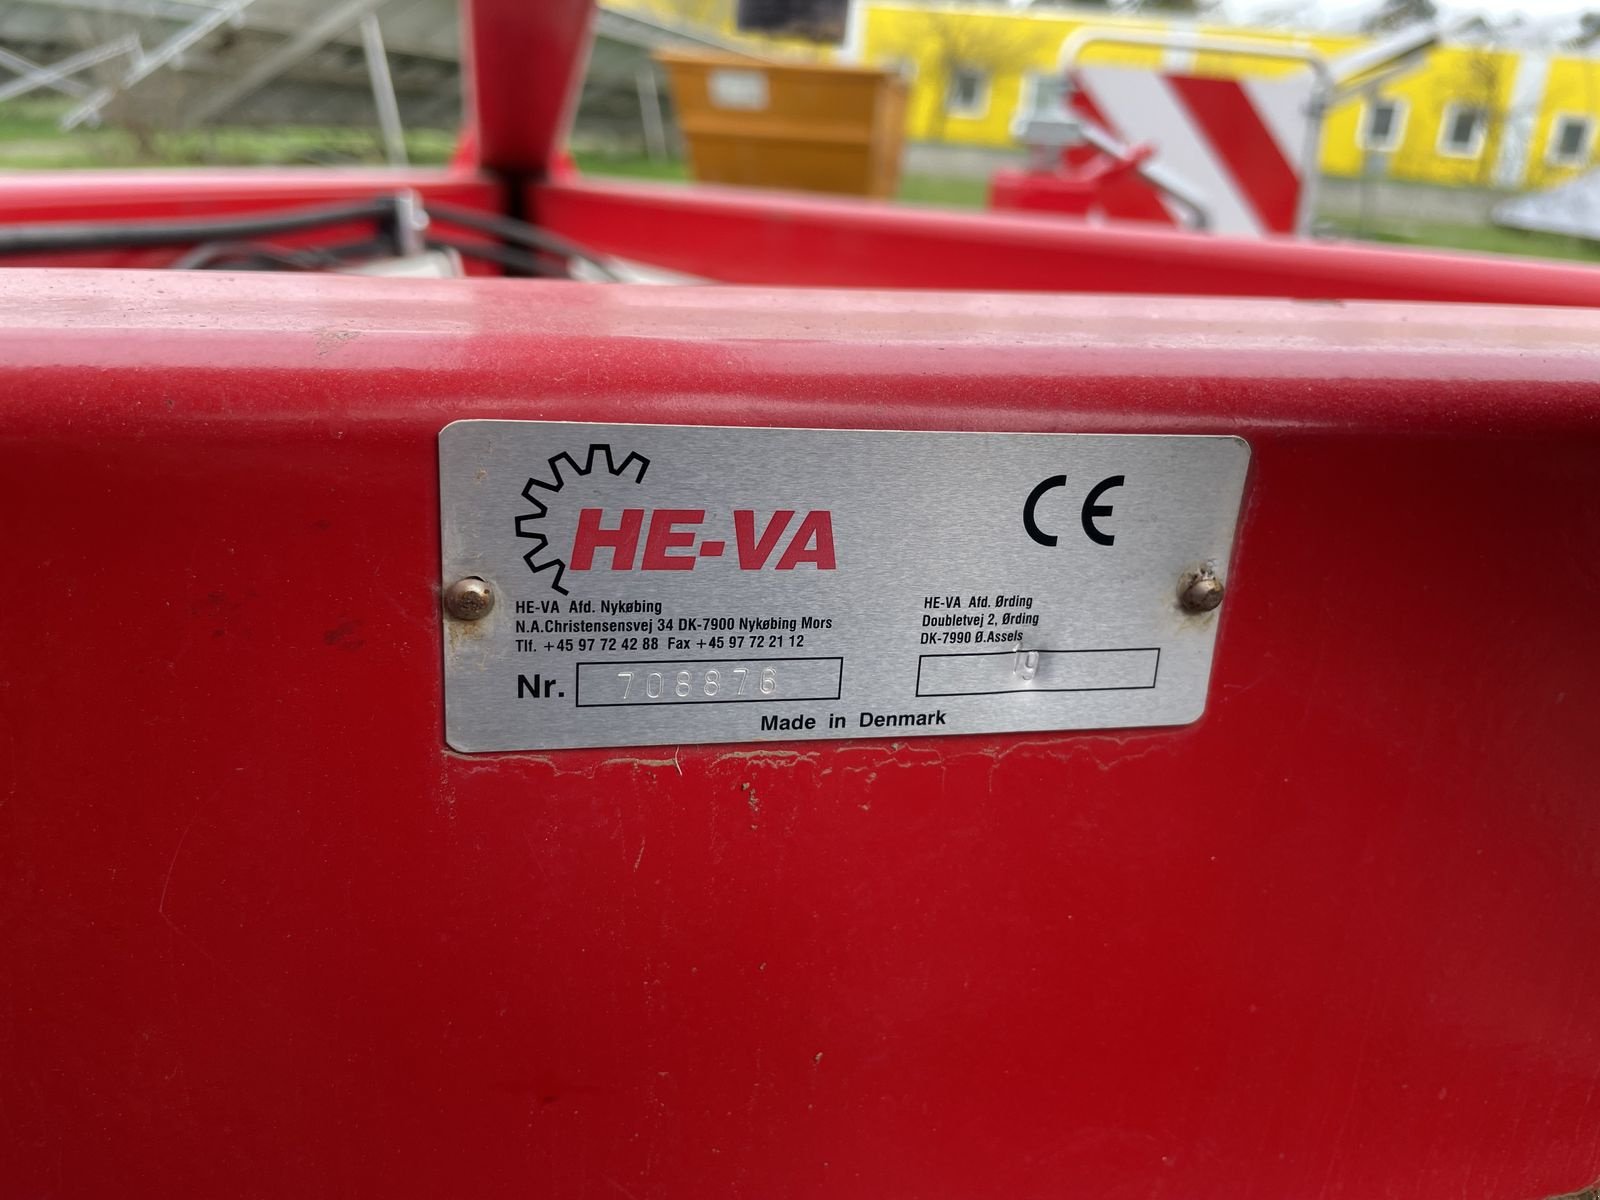 HE-VA
CE
HE-VA Afd. Nykøbing
N.A.Christensensvej 34 DK-7900 Nykøbing Mors
Tlf. +45 97 72 42 88 Fax +45 97 72 21 12
HE-VA Afd. Ørding
Doubletvej 2, Ørding
DK-7990 Ø.Assels
Nr. 708876
19
Made in Denmark